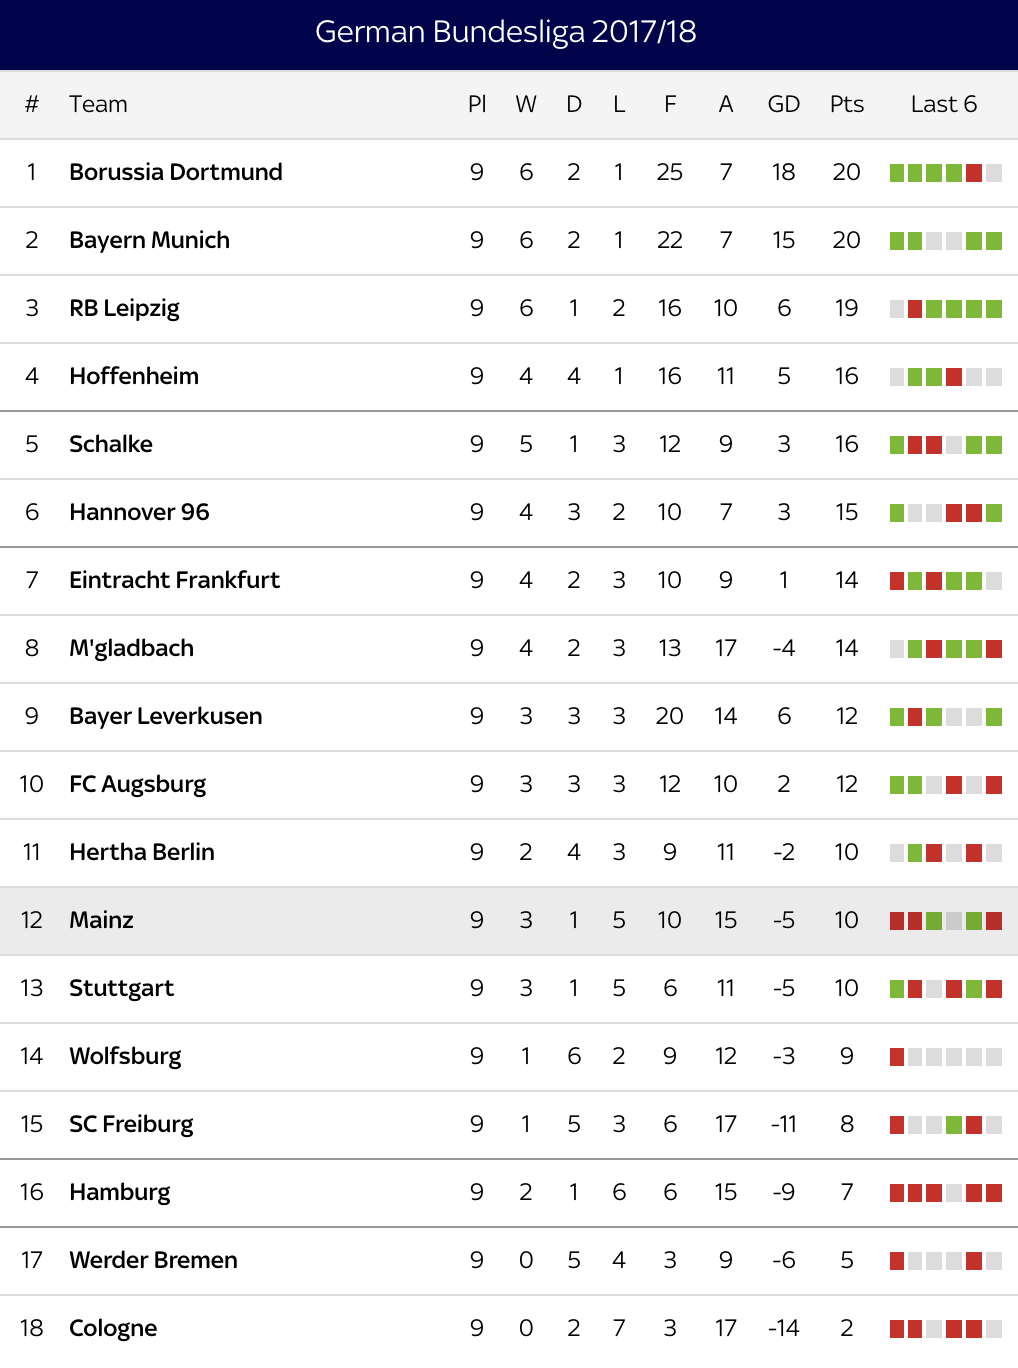 German Bundesliga 2017/18
# Team Pl W D L F A GD Pts Last 6
1 Borussia Dortmund 9 6 2 1 25 7 18 20
2 Bayern Munich 9 6 2 1 22 7 15 20
3 RB Leipzig 9 6 1 2 16 10 6 19
4 Hoffenheim 9 4 4 1 16 11 5 16
5 Schalke 9 5 1 3 12 9 3 16
6 Hannover 96 9 4 3 2 10 7 3 15
7 Eintracht Frankfurt 9 4 2 3 10 9 1 14
8 M'gladbach 9 4 2 3 13 17 -4 14
9 Bayer Leverkusen 9 3 3 3 20 14 6 12
10 FC Augsburg 9 3 3 3 12 10 2 12
11 Hertha Berlin 9 2 4 3 9 11 -2 10
12 Mainz 9 3 1 5 10 15 -5 10
13 Stuttgart 9 3 1 5 6 11 -5 10
14 Wolfsburg 9 1 6 2 9 12 -3 9
15 SC Freiburg 9 1 5 3 6 17 -11 8
16 Hamburg 9 2 1 6 6 15 -9 7
17 Werder Bremen 9 0 5 4 3 9 -6 5
18 Cologne 9 0 2 7 3 17 -14 2